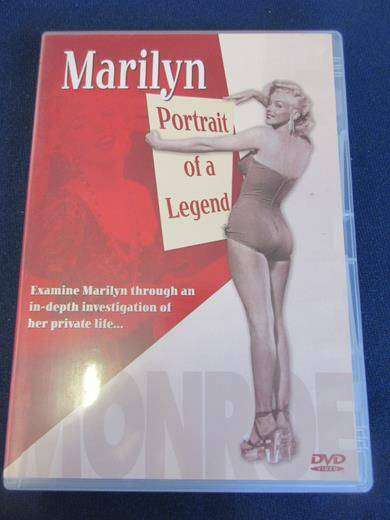 Marilyn
Portrait
of a
Legend
Examine Marilyn through an
in-depth investigation of
her private life...
MONROE
DVD
VIDEO